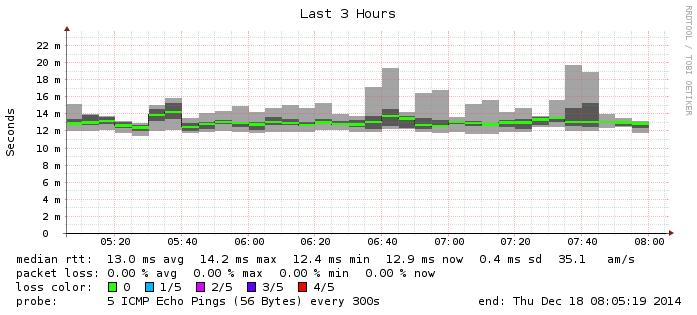 Last 3 Hours
RRDTOOL / TOBI OETIKER
Seconds
22 m
20 m
18 m
16 m
14 m
12 m
10 m
8 m
6 m
4 m
2 m
0
05:20 05:40 06:00 06:20 06:40 07:00 07:20 07:40 08:00
median rtt: 13.0 ms avg 14.2 ms max 12.4 ms min 12.9 ms now 0.4 ms sd 35.1 am/s
packet loss: 0.00 % avg 0.00 % max 0.00 % min 0.00 % now
loss color: 0 1/5 2/5 3/5 4/5
probe: 5 ICMP Echo Pings (56 Bytes) every 300s end: Thu Dec 18 08:05:19 2014